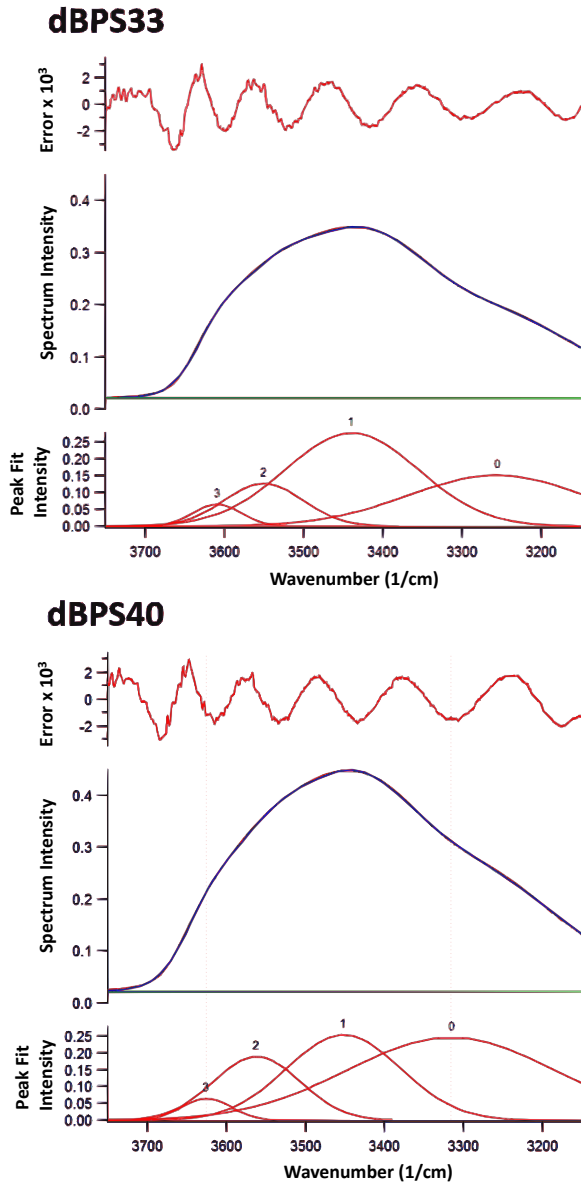 dBPS33
Error x 10³
2
0
-2
Spectrum Intensity
0.4
0.3
0.2
0.1
0.0
Peak Fit
Intensity
0.25
0.20
0.15
0.10
0.05
0.00
3
2
1
0
3700 3600 3500 3400 3300 3200
Wavenumber (1/cm)
dBPS40
Error x 10³
2
0
-2
Spectrum Intensity
0.4
0.3
0.2
0.1
0.0
Peak Fit
Intensity
0.25
0.20
0.15
0.10
0.05
0.00
3
2
1
0
3700 3600 3500 3400 3300 3200
Wavenumber (1/cm)